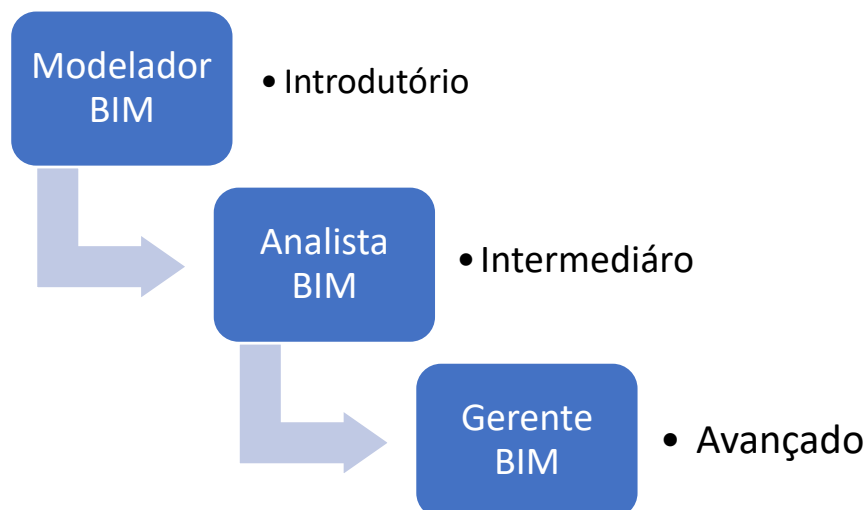 Modelador
BIM
• Introdutório
Analista
BIM
• Intermediáro
Gerente
BIM
• Avançado